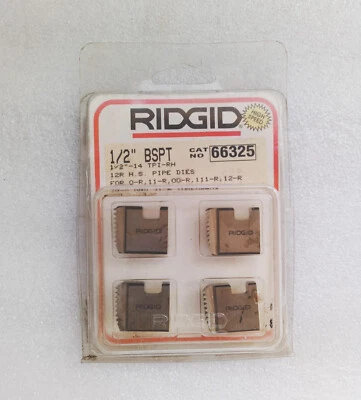 RIDGID
HIGH SPEED
1/2" BSPT
CAT NO 66325
1/2"-14 TPI-RH
12R H.S. PIPE DIES
FOR O-R,11-R,OO-R,111-R,12-R
RIDGID
RIDGID
RIDGID
RIDGID
RIDGID